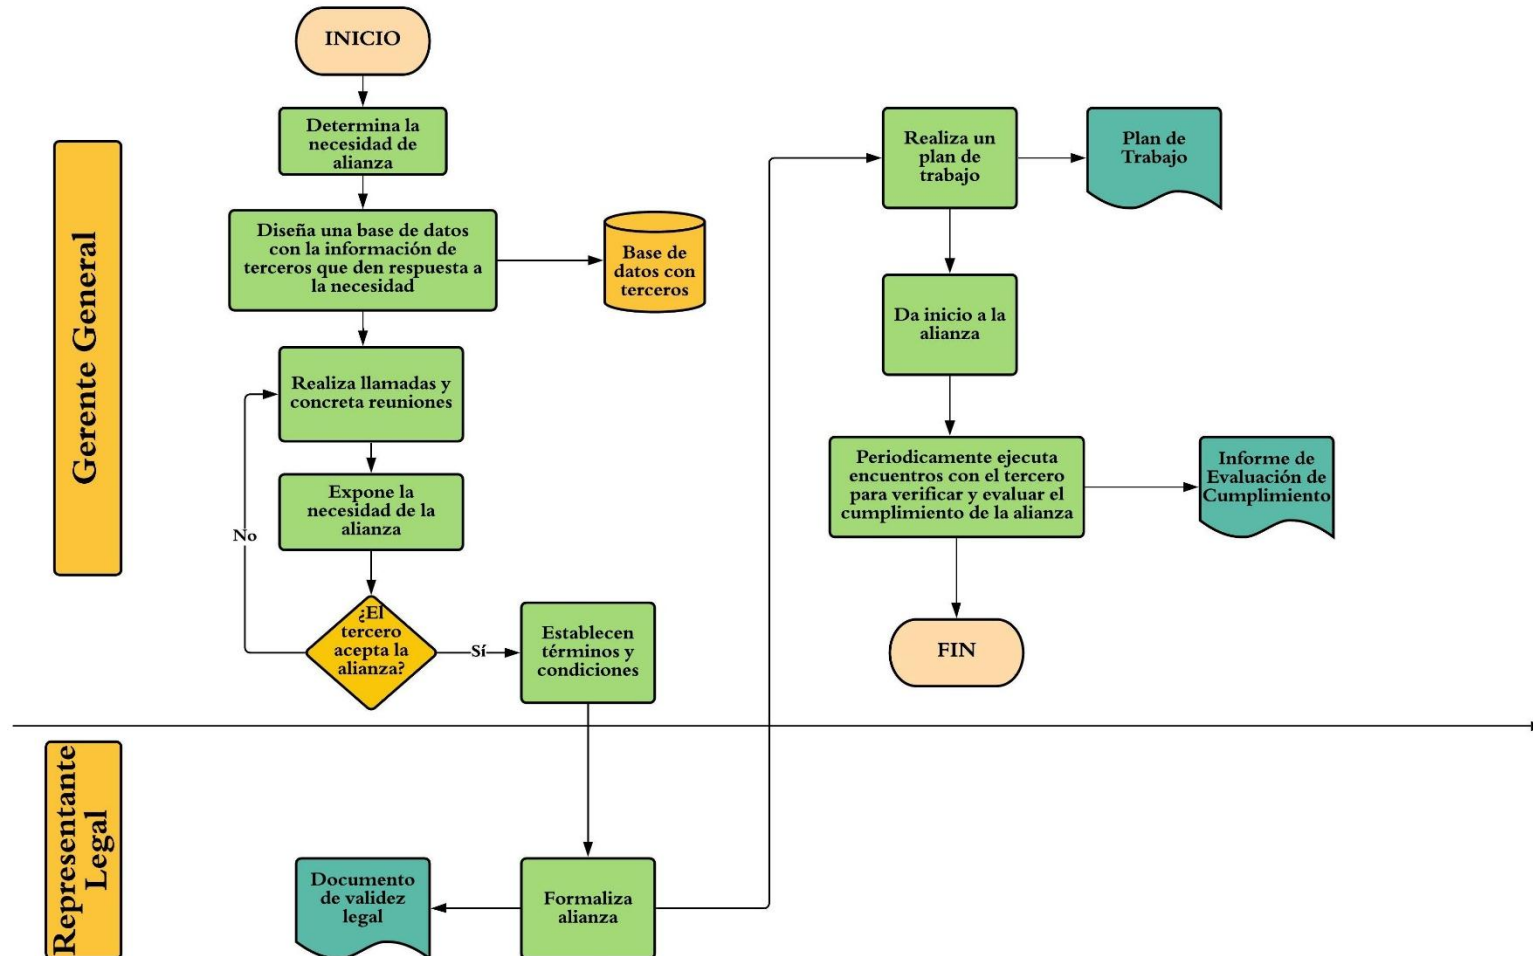 INICIO
Determina la
necesidad de
alianza
Diseña una base de datos
con la información de
terceros que den respuesta a
la necesidad
Base de
datos con
terceros
Realiza llamadas y
concreta reuniones
Expone la
necesidad de la
alianza
No
¿El
tercero
acepta la
alianza?
Sí
Establecen
términos y
condiciones
Gerente General
Realiza un
plan de
trabajo
Plan de
Trabajo
Da inicio a la
alianza
Periodicamente ejecuta
encuentros con el tercero
para verificar y evaluar el
cumplimiento de la alianza
Informe de
Evaluación de
Cumplimiento
FIN
Representante
Legal
Documento
de validez
legal
Formaliza
alianza